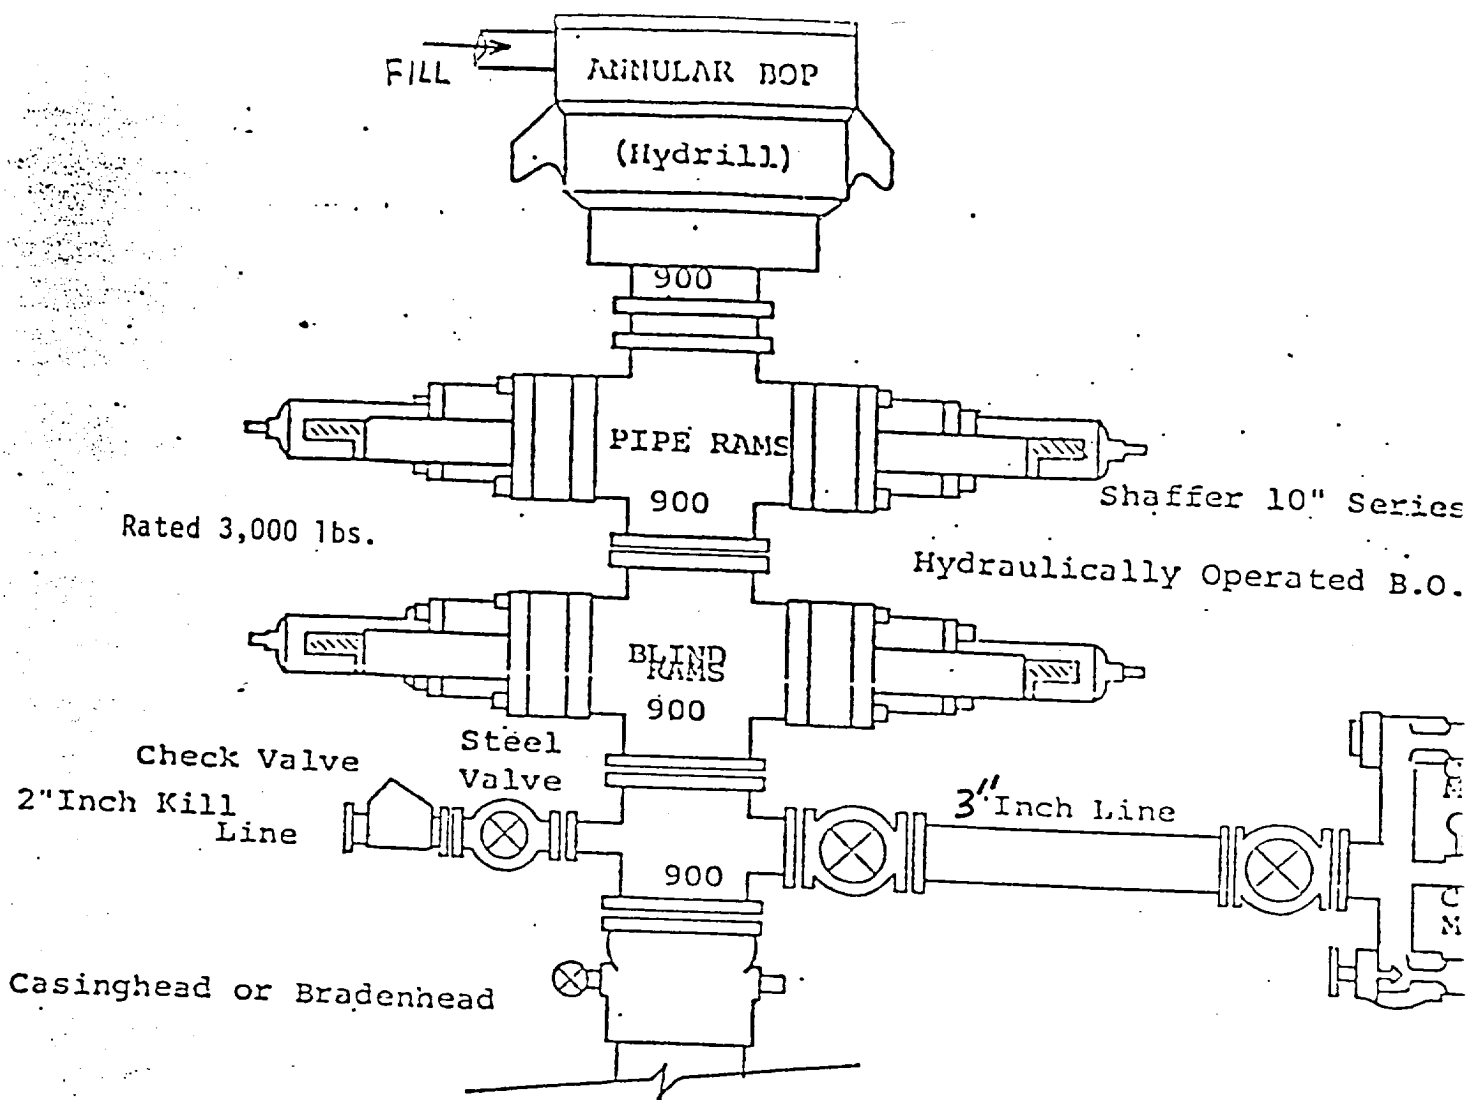 FILL
ANNULAR BOP
(Hydrill)
900
PIPE RAMS
900
Shaffer 10" Series
Rated 3,000 lbs.
Hydraulically Operated B.O.
BLIND
RAMS
900
Check Valve
Steel
Valve
2"Inch Kill
Line
3"Inch Line
900
Casinghead or Bradenhead
C
M